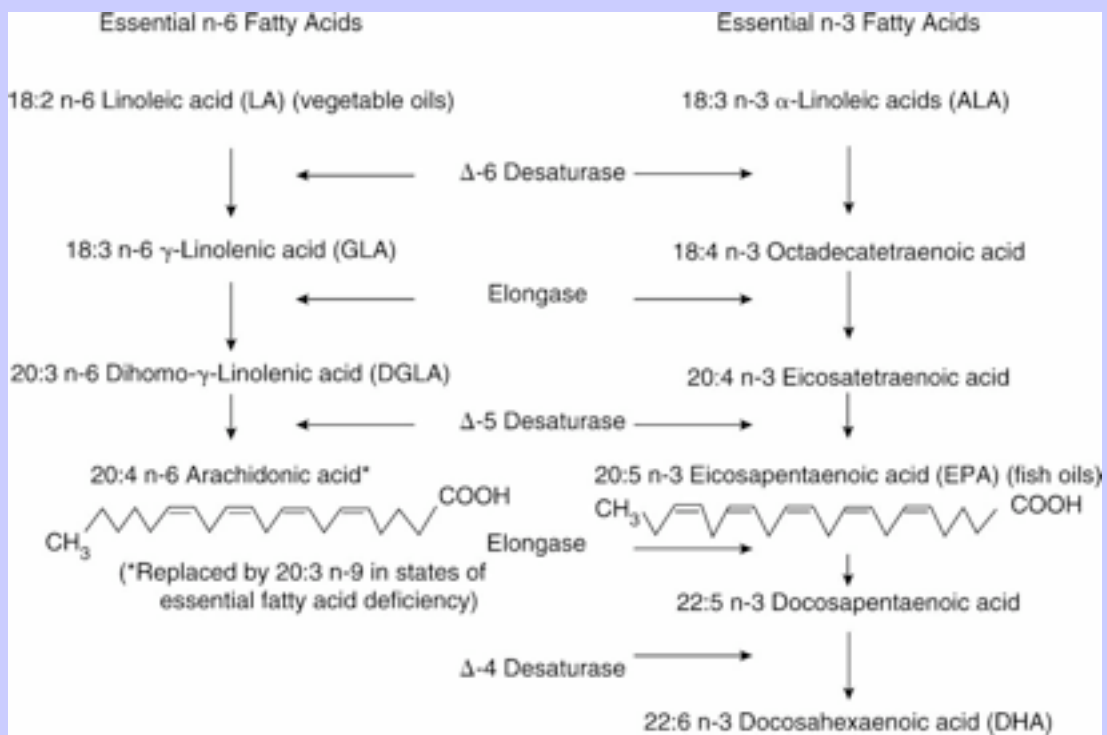 Essential n-6 Fatty Acids
Essential n-3 Fatty Acids
18:2 n-6 Linoleic acid (LA) (vegetable oils)
18:3 n-3 α-Linoleic acids (ALA)
Δ-6 Desaturase
18:3 n-6 γ-Linolenic acid (GLA)
18:4 n-3 Octadecatetraenoic acid
Elongase
20:3 n-6 Dihomo-γ-Linolenic acid (DGLA)
20:4 n-3 Eicosatetraenoic acid
Δ-5 Desaturase
20:4 n-6 Arachidonic acid*
20:5 n-3 Eicosapentaenoic acid (EPA) (fish oils)
COOH
CH3
CH3
COOH
Elongase
(*Replaced by 20:3 n-9 in states of
essential fatty acid deficiency)
22:5 n-3 Docosapentaenoic acid
Δ-4 Desaturase
22:6 n-3 Docosahexaenoic acid (DHA)